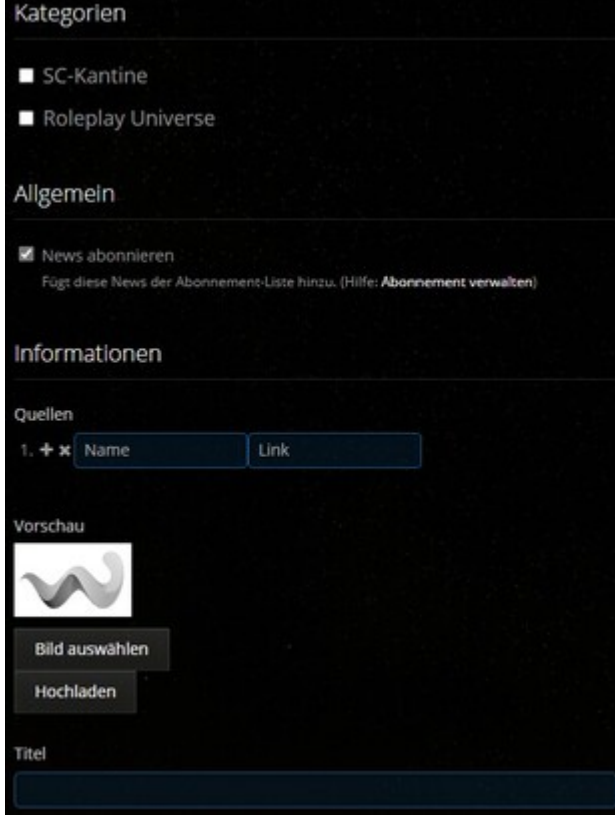 Kategorien
SC-Kantine
Roleplay Universe
Allgemein
News abonnieren
Fügt diese News der Abonnement-Liste hinzu. (Hilfe: Abonnement verwalten)
Informationen
Quellen
1. Name Link
Vorschau
Bild auswählen
Hochladen
Titel